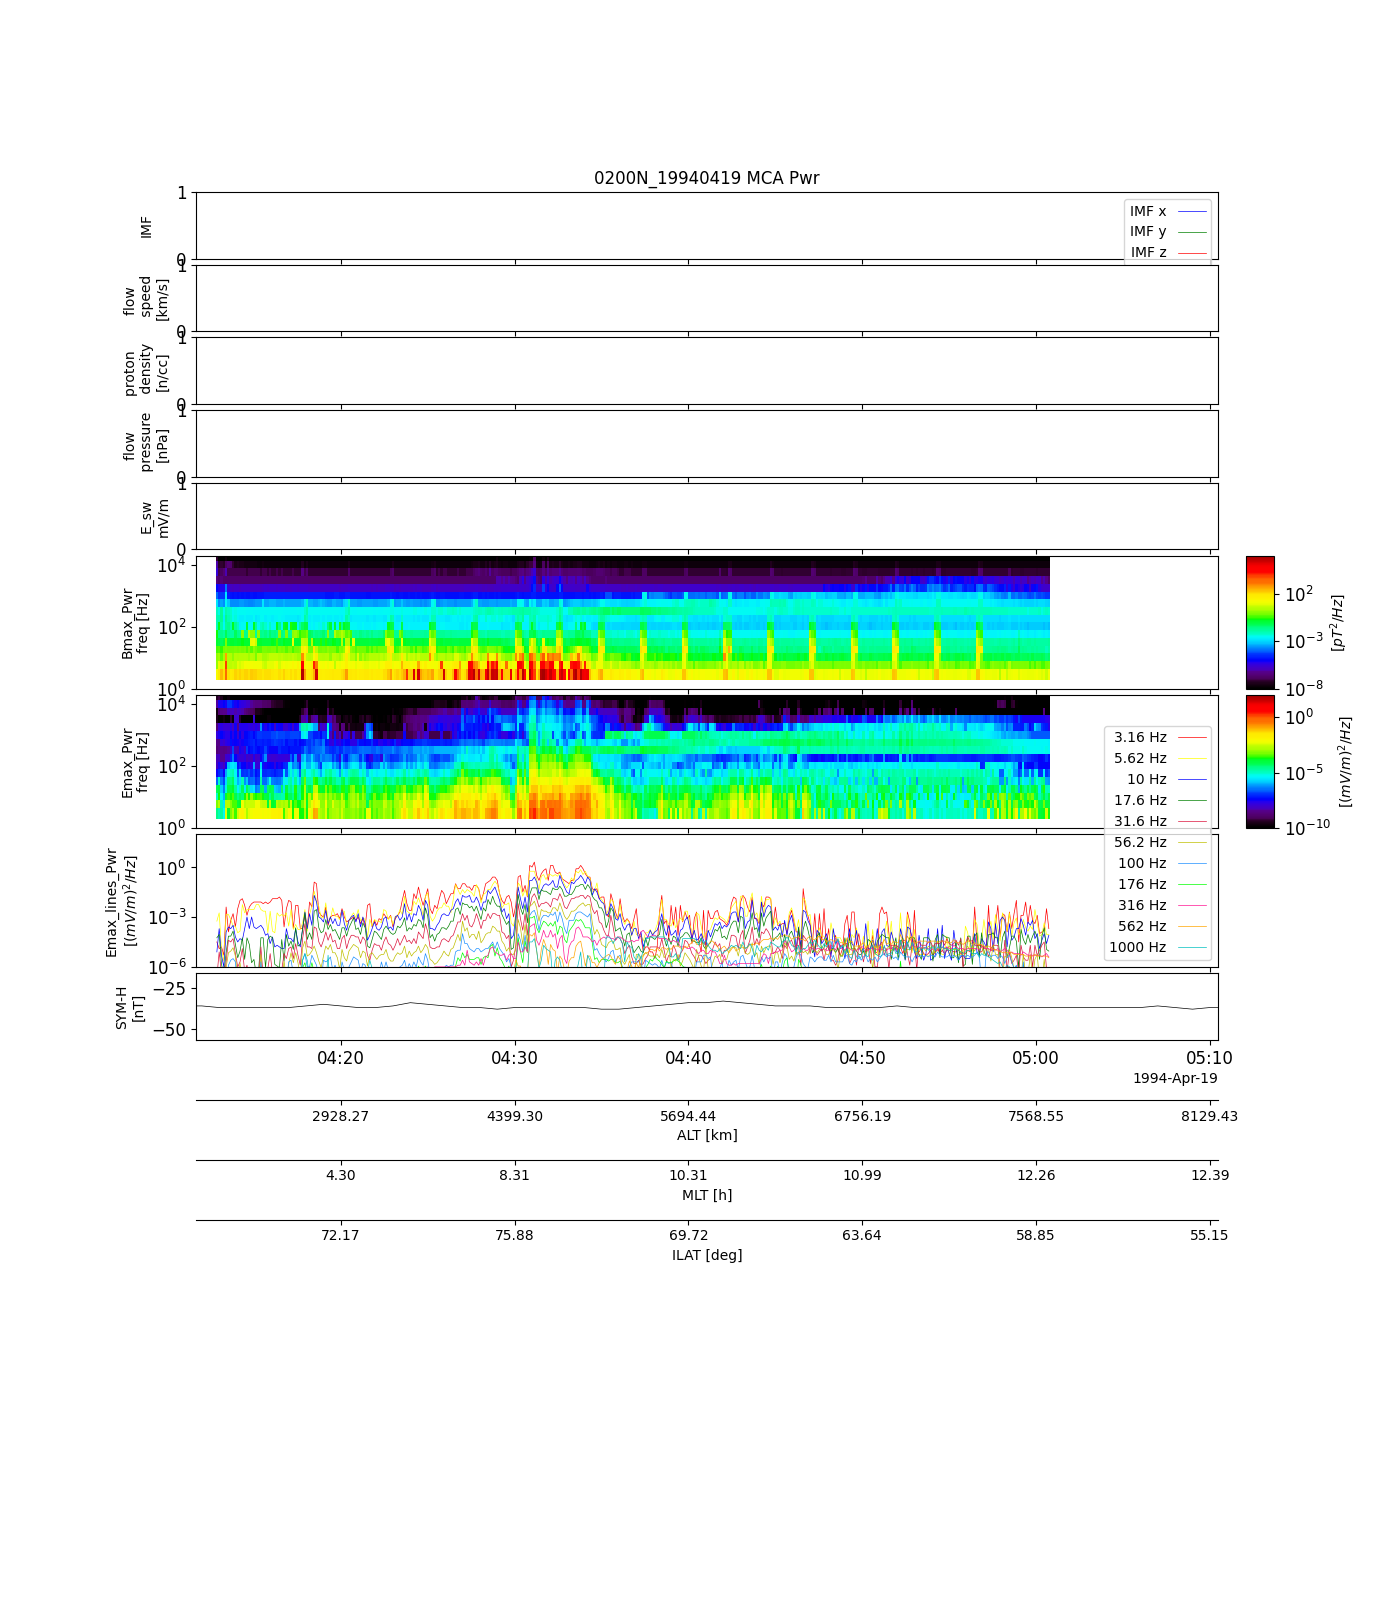 0200N_19940419 MCA Pwr
1
IMF
0
IMF x
IMF y
IMF z
1
flow
speed
[km/s]
0
1
proton
density
[n/cc]
0
1
flow
pressure
[nPa]
0
1
E_sw
mV/m
0
10^4
10^2
10^0
Bmax_Pwr
freq [Hz]
10^2
10^-3
10^-8
[pT^2/Hz]
10^4
10^2
10^0
Emax_Pwr
freq [Hz]
10^0
10^-5
10^-10
[(mV/m)^2/Hz]
3.16 Hz
5.62 Hz
10 Hz
17.6 Hz
31.6 Hz
56.2 Hz
100 Hz
176 Hz
316 Hz
562 Hz
1000 Hz
10^0
10^-3
10^-6
Emax_lines_Pwr
[(mV/m)^2/Hz]
−25
−50
SYM-H
[nT]
04:20 04:30 04:40 04:50 05:00 05:10
1994-Apr-19
2928.27 4399.30 5694.44 6756.19 7568.55 8129.43
ALT [km]
4.30 8.31 10.31 10.99 12.26 12.39
MLT [h]
72.17 75.88 69.72 63.64 58.85 55.15
ILAT [deg]